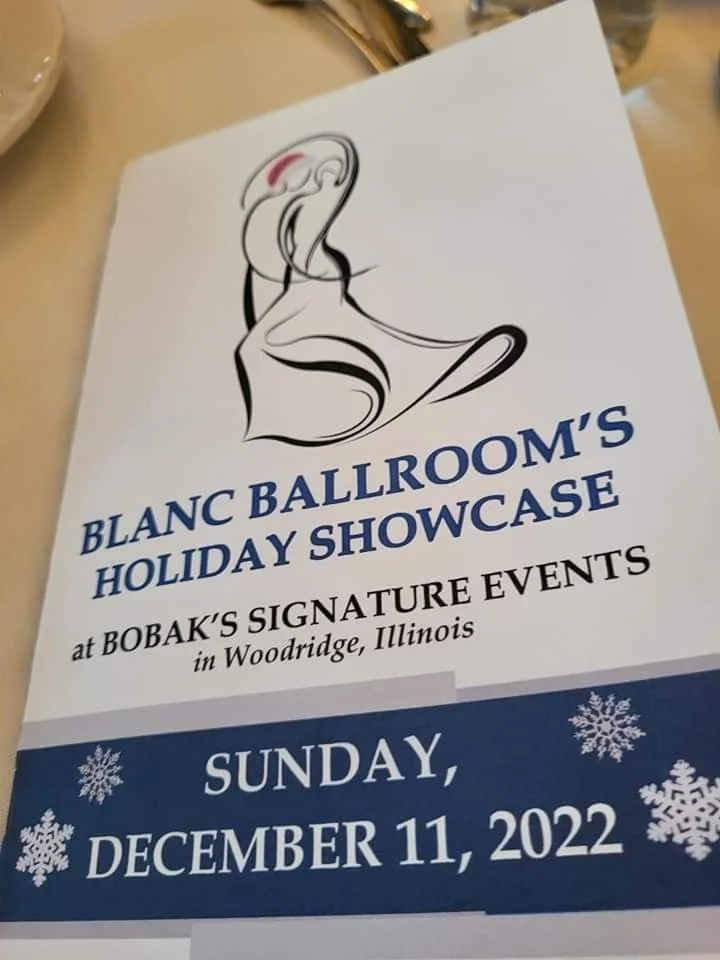 BLANC BALLROOM'S
HOLIDAY SHOWCASE
at BOBAK'S SIGNATURE EVENTS
in Woodridge, Illinois
SUNDAY,
DECEMBER 11, 2022